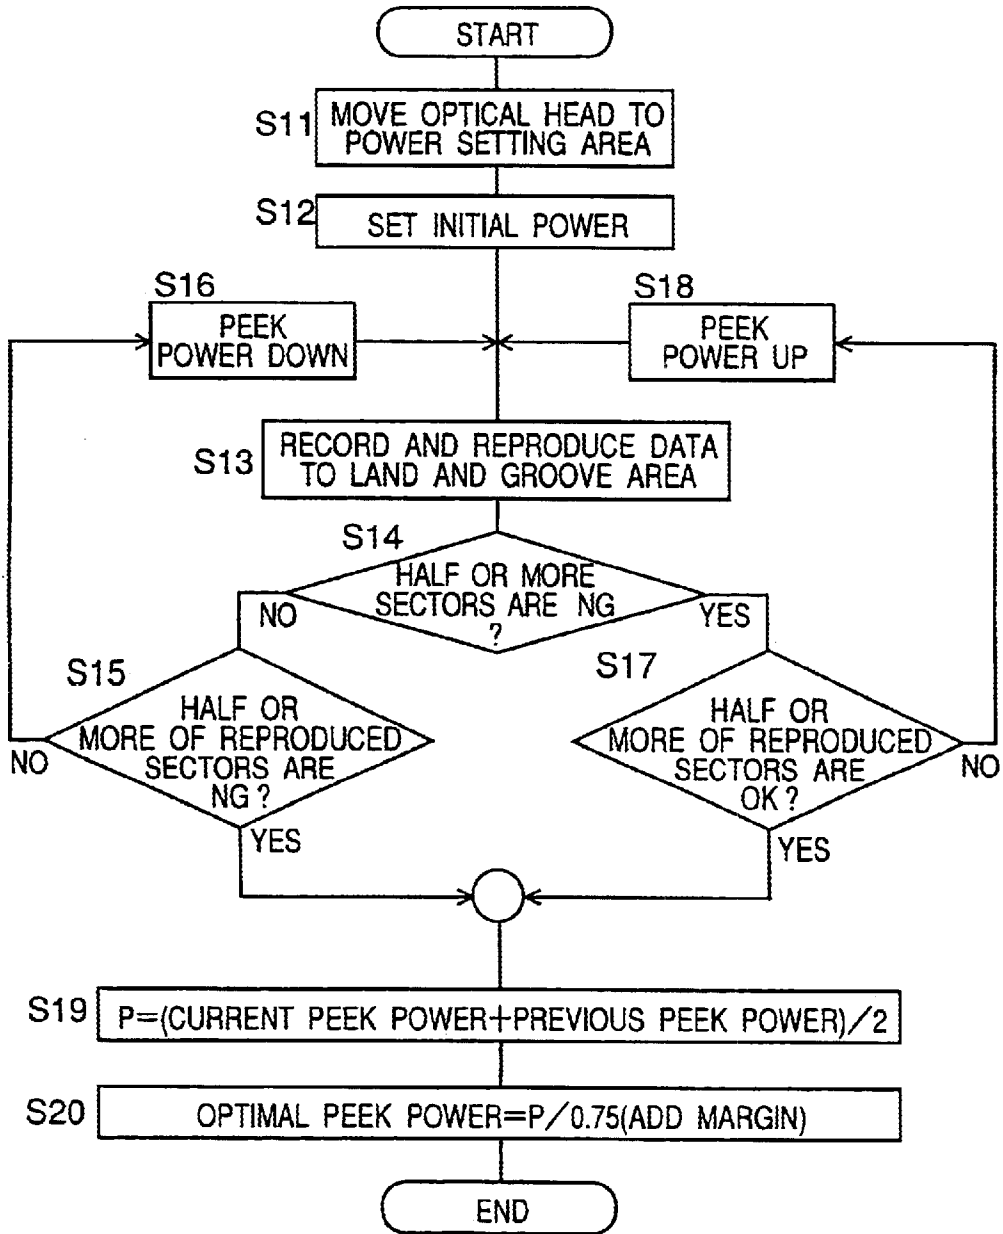 START
S11
MOVE OPTICAL HEAD TO
POWER SETTING AREA
S12
SET INITIAL POWER
S16
PEEK
POWER DOWN
S18
PEEK
POWER UP
S13
RECORD AND REPRODUCE DATA
TO LAND AND GROOVE AREA
S14
HALF OR MORE
SECTORS ARE NG
?
NO
YES
S15
HALF OR
MORE OF REPRODUCED
SECTORS ARE
NG?
NO
YES
S17
HALF OR
MORE OF REPRODUCED
SECTORS ARE
OK?
NO
YES
S19
P=(CURRENT PEEK POWER+PREVIOUS PEEK POWER)/2
S20
OPTIMAL PEEK POWER=P/0.75(ADD MARGIN)
END